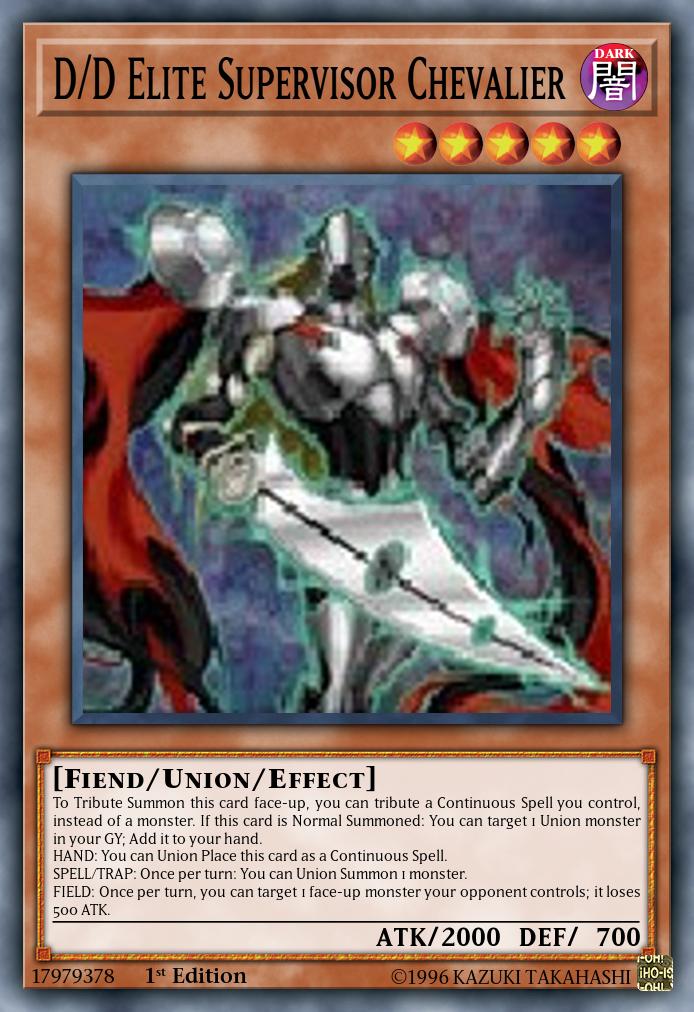 D/D Elite Supervisor Chevalier
DARK
闇
[Fiend/Union/Effect]
To Tribute Summon this card face-up, you can tribute a Continuous Spell you control,
instead of a monster. If this card is Normal Summoned: You can target 1 Union monster
in your GY; Add it to your hand.
HAND: You can Union Place this card as a Continuous Spell.
SPELL/TRAP: Once per turn: You can Union Summon 1 monster.
FIELD: Once per turn, you can target 1 face-up monster your opponent controls; it loses
500 ATK.
ATK/2000 DEF/ 700
17979378 1st Edition ©1996 KAZUKI TAKAHASHI